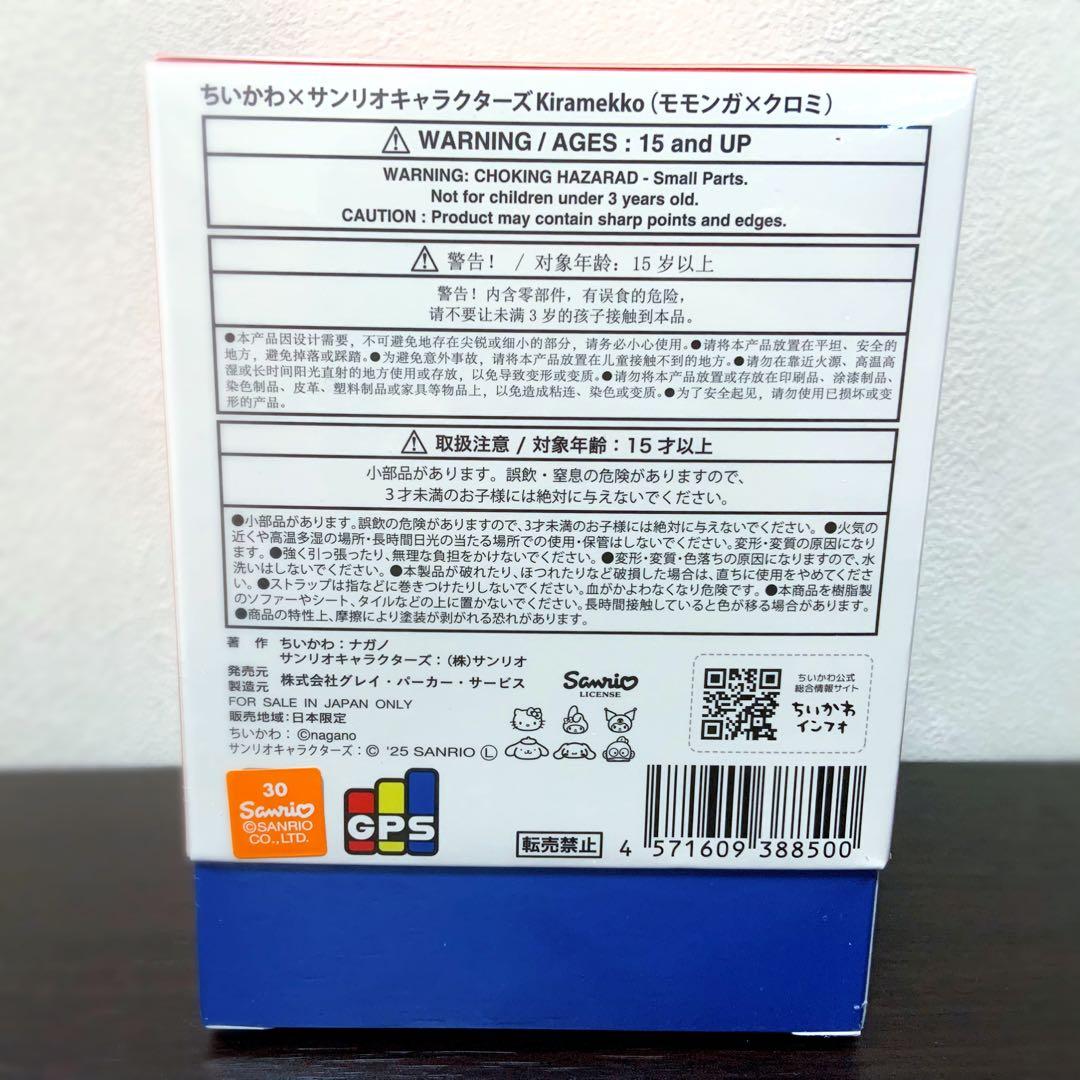 ちいかわ×サンリオキャラクターズKiramekko（モモンガ×クロミ）
⚠ WARNING / AGES : 15 and UP
WARNING: CHOKING HAZARAD - Small Parts.
Not for children under 3 years old.
CAUTION : Product may contain sharp points and edges.
⚠ 警告！ / 对象年龄：15 岁以上
警告！内含零部件，有误食的危险，
请不要让未满 3 岁的孩子接触到本品。
●本产品因设计需要，不可避免地存在尖锐或细小的部分，请务必小心使用。●请将本产品放置在平坦、安全的
地方，避免掉落或踩踏。●为避免意外事故，请将本产品放置在儿童接触不到的地方。●请勿在靠近火源、高温高
湿或长时间阳光直射的地方使用或存放，以免导致变形或变质。●请勿将本产品放置或存放在印刷品、涂漆制品、
染色制品、皮革、塑料制品或家具等物品上，以免造成粘连、染色或变质。●为了安全起见，请勿使用已损坏或变
形的产品。
⚠ 取扱注意 / 対象年齢：15 才以上
小部品があります。誤飲・窒息の危険がありますので、
３才未満のお子様には絶対に与えないでください。
●小部品があります。誤飲の危険がありますので、3才未満のお子様には絶対に与えないでください。 ●火気の
近くや高温多湿の場所・長時間日光の当たる場所での使用・保管はしないでください。変形・変質の原因になり
ます。●強く引っ張ったり、無理な負担をかけないでください。●変形・変質・色落ちの原因になりますので、水
洗いはしないでください。●本製品が破れたり、ほつれたりなど破損した場合は、直ちに使用をやめてくださ
い。●ストラップは指などに巻きつけたりしないでください。血がかよわなくなり危険です。●本商品を樹脂製
のソファーやシート、タイルなどの上に置かないでください。長時間接触していると色が移る場合があります。
●商品の特性上、摩擦により塗装が剥がれる恐れがあります。
著 作 ちいかわ：ナガノ
サンリオキャラクターズ：（株）サンリオ
発売元
製造元 株式会社グレイ・パーカー・サービス
FOR SALE IN JAPAN ONLY
販売地域：日本限定
ちいかわ：©nagano
サンリオキャラクターズ：© '25 SANRIO Ⓛ
Sanrio
LICENSE
ちいかわ公式
総合情報サイト
ちいかわ
インフォ
30
Sanrio
©SANRIO
CO.,LTD.
GPS
転売禁止
4 571609 388500